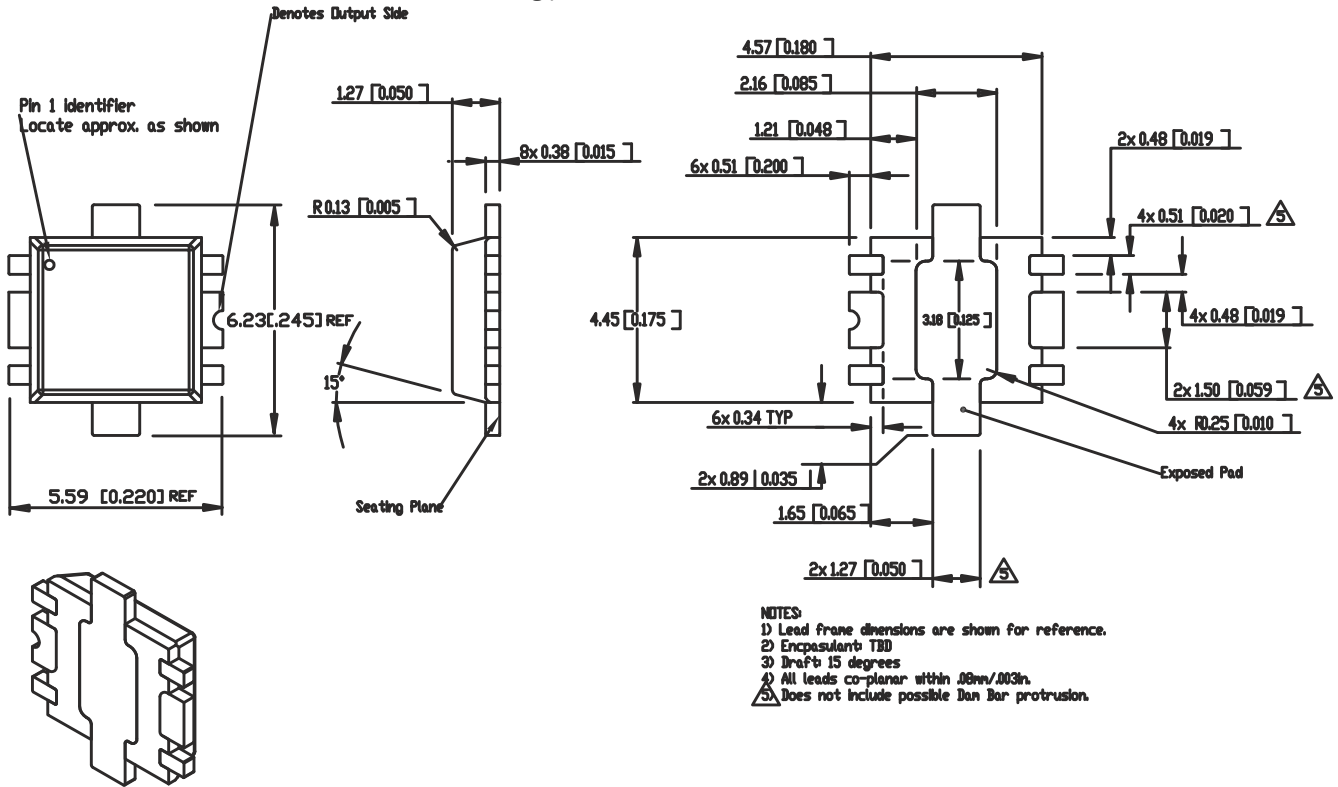 Denotes Output Side
Pin 1 Identifier
Locate approx. as shown
1.27 [0.050]
8x 0.38 [0.015]
R 0.13 [0.005]
6.23[.245] REF
15°
5.59 [0.220] REF
Seating Plane
4.57 [0.180]
2.16 [0.085]
1.21 [0.048]
6x 0.51 [0.200]
2x 0.48 [0.019]
4x 0.51 [0.020] 5
4.45 [0.175]
3.18 [0.125]
4x 0.48 [0.019]
2x 1.50 [0.059] 5
4x R0.25 [0.010]
6x 0.34 TYP
2x 0.89 | 0.035 |
Exposed Pad
1.65 [0.065]
2x 1.27 [0.050] 5
NOTES:
1) Lead frame dimensions are shown for reference.
2) Encpasulant: TBD
3) Draft: 15 degrees
4) All leads co-planar within .08mm/.003in.
5) Does not include possible Dam Bar protrusion.